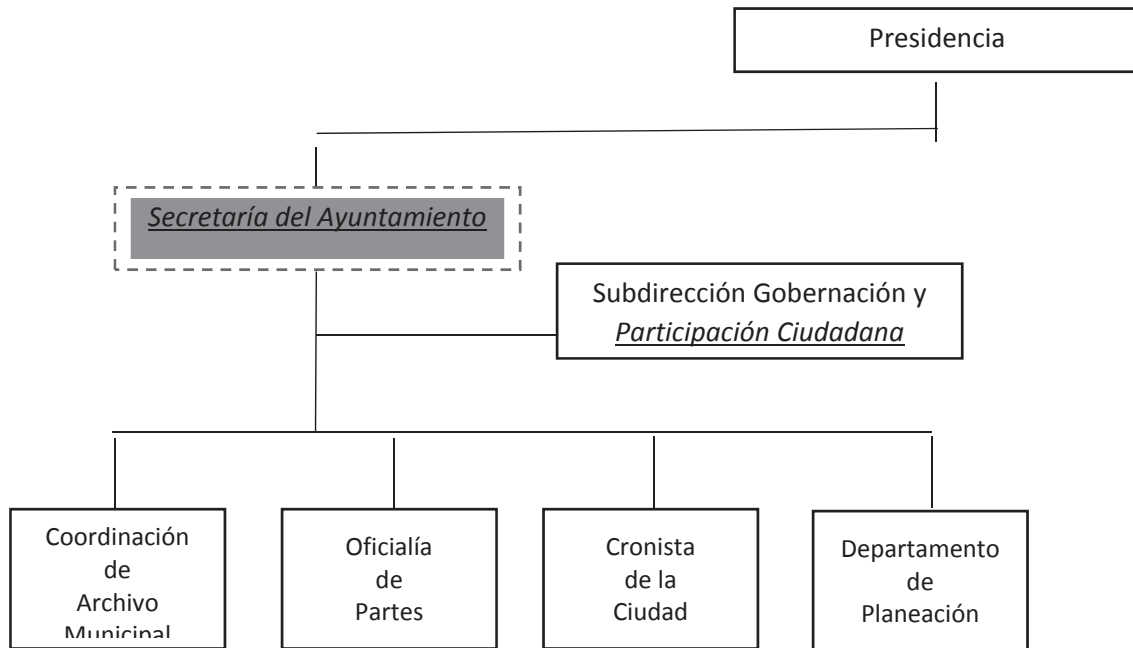 Presidencia
Secretaría del Ayuntamiento
Subdirección Gobernación y
Participación Ciudadana
Coordinación
de
Archivo
Municipal
Oficialía
de
Partes
Cronista
de la
Ciudad
Departamento
de
Planeación